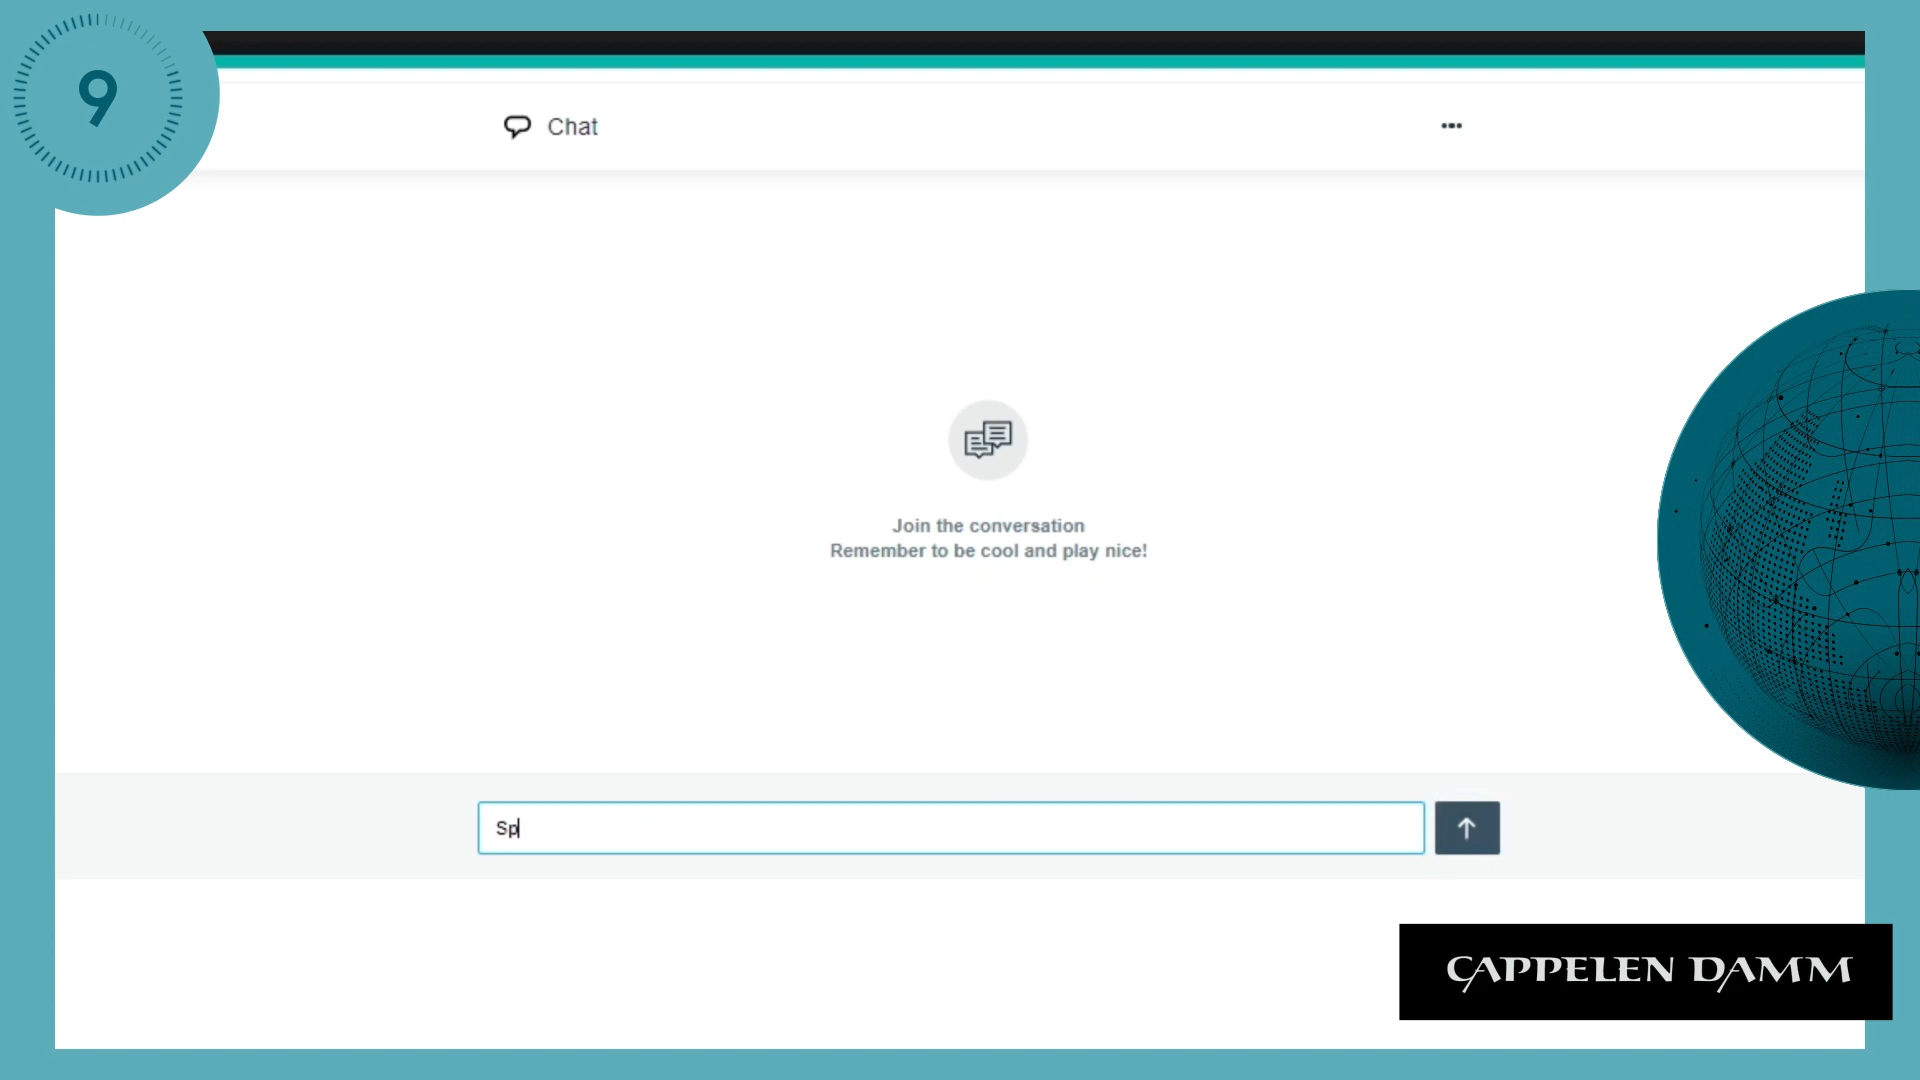 9
Chat
Join the conversation
Remember to be cool and play nice!
Sp
CAPPELEN DAMM